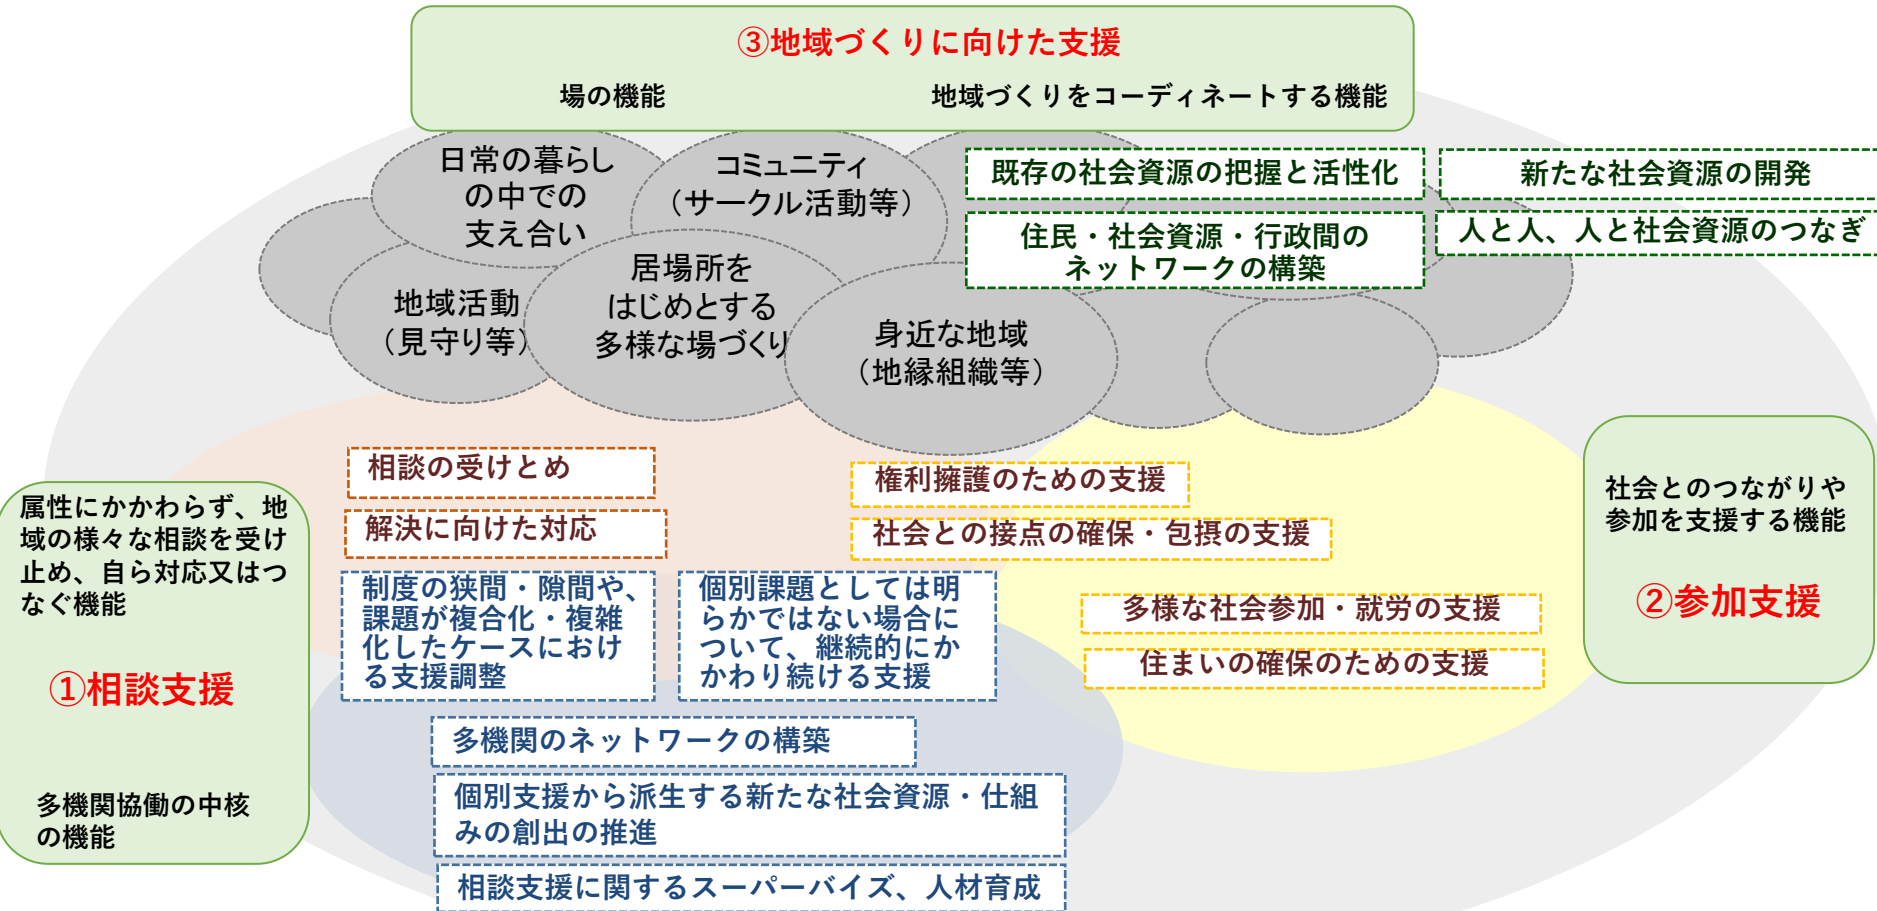 ③地域づくりに向けた支援
場の機能
地域づくりをコーディネートする機能
日常の暮らし
の中での
支え合い
コミュニティ
（サークル活動等）
既存の社会資源の把握と活性化
新たな社会資源の開発
住民・社会資源・行政間の
ネットワークの構築
人と人、人と社会資源のつなぎ
地域活動
（見守り等）
居場所を
はじめとする
多様な場づくり
身近な地域
（地縁組織等）
属性にかかわらず、地
域の様々な相談を受け
止め、自ら対応又はつ
なぐ機能
①相談支援
多機関協働の中核
の機能
相談の受けとめ
解決に向けた対応
制度の狭間・隙間や、
課題が複合化・複雑
化したケースにおけ
る支援調整
個別課題としては明
らかではない場合に
ついて、継続的にか
かわり続ける支援
多機関のネットワークの構築
個別支援から派生する新たな社会資源・仕組
みの創出の推進
相談支援に関するスーパーバイズ、人材育成
権利擁護のための支援
社会との接点の確保・包摂の支援
多様な社会参加・就労の支援
住まいの確保のための支援
社会とのつながりや
参加を支援する機能
②参加支援